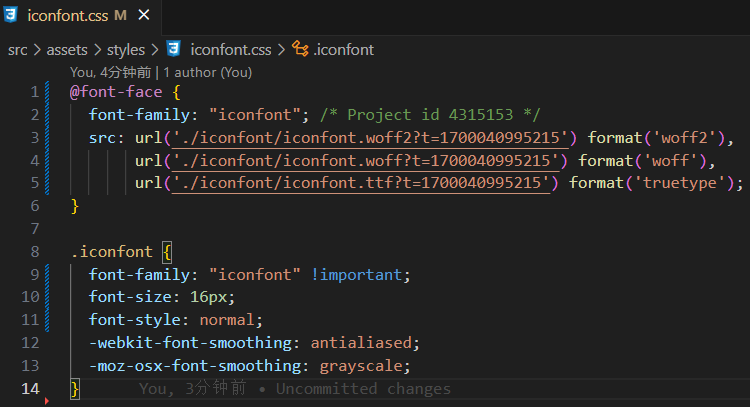 iconfont.css M
src > assets > styles > iconfont.css > .iconfont
You, 4分钟前 | 1 author (You)
1 @font-face {
2 font-family: "iconfont"; /* Project id 4315153 */
3 src: url('./iconfont/iconfont.woff2?t=1700040995215') format('woff2'),
4 url('./iconfont/iconfont.woff?t=1700040995215') format('woff'),
5 url('./iconfont/iconfont.ttf?t=1700040995215') format('truetype');
6 }
7
8 .iconfont {
9 font-family: "iconfont" !important;
10 font-size: 16px;
11 font-style: normal;
12 -webkit-font-smoothing: antialiased;
13 -moz-osx-font-smoothing: grayscale;
14 } You, 3分钟前 • Uncommitted changes